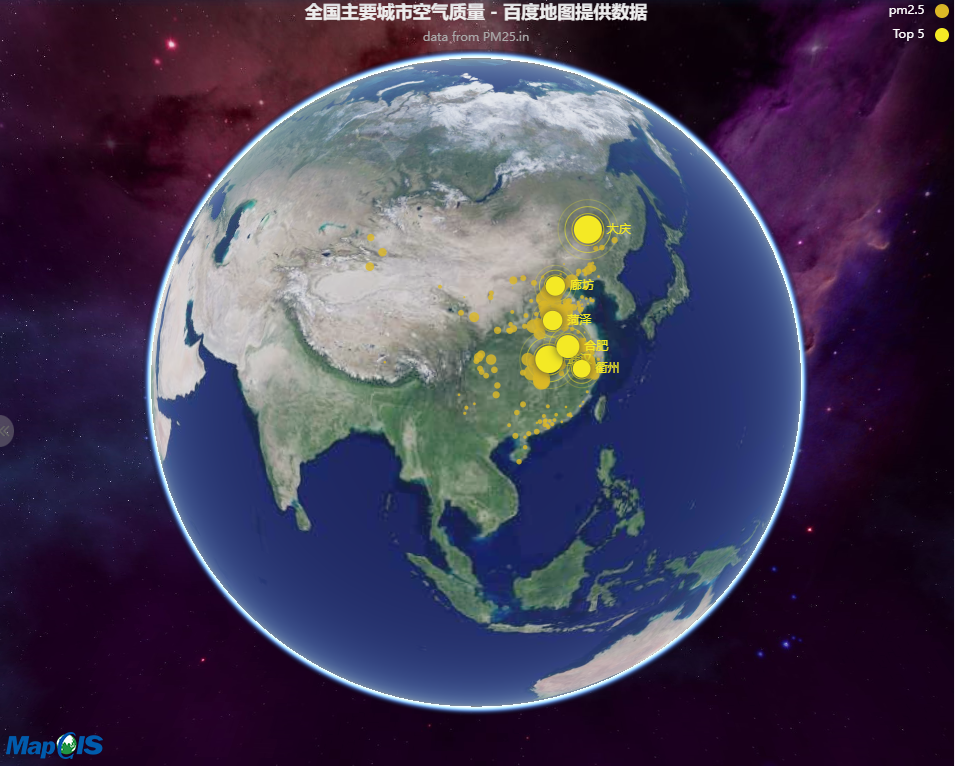 全国主要城市空气质量 - 百度地图提供数据
data from PM25.in
pm2.5
Top 5
大庆
廊坊
菏泽
合肥
衢州
MapGIS